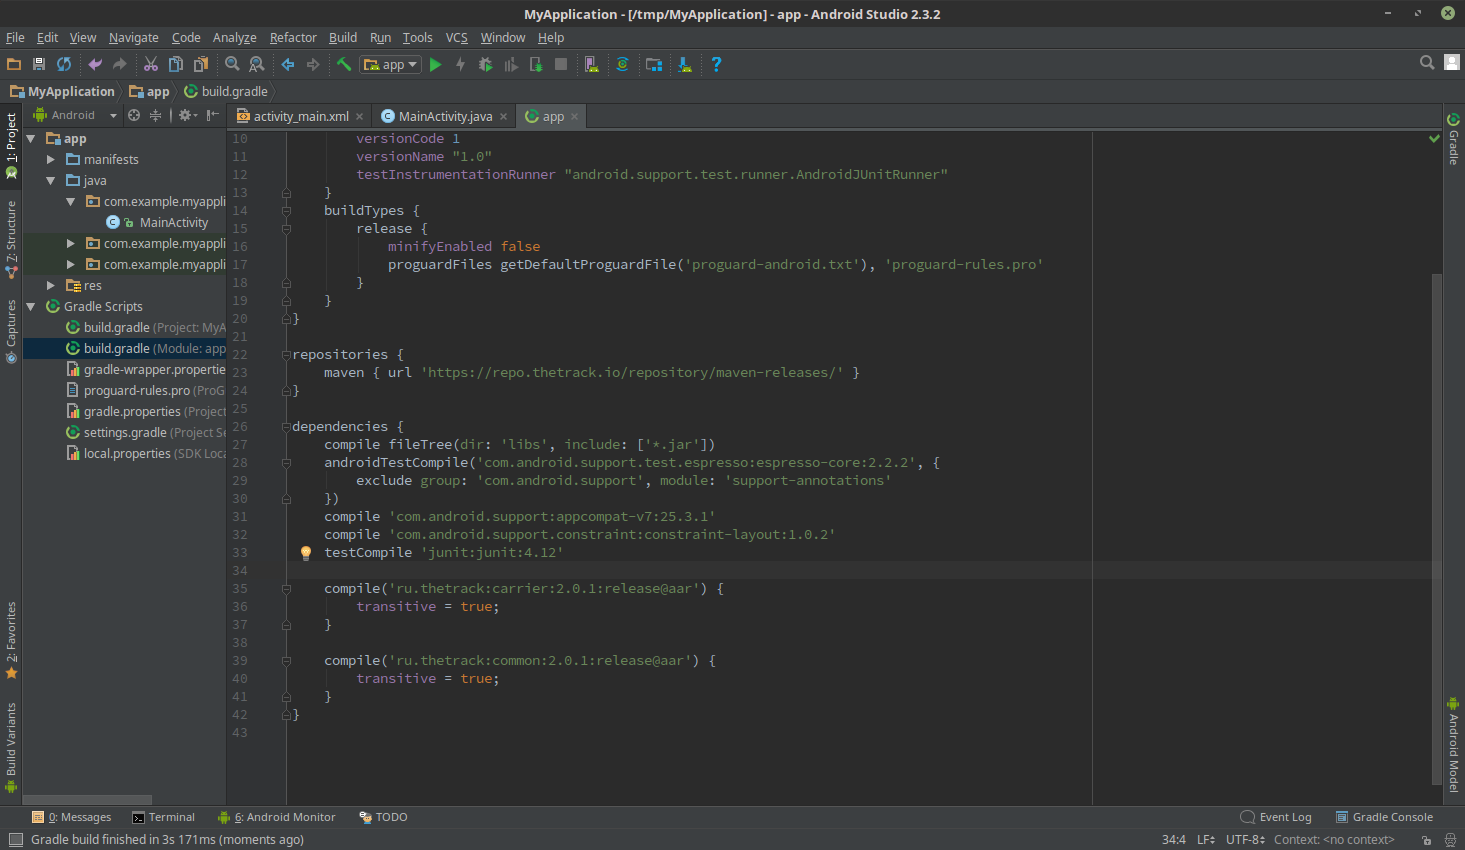 MyApplication - [/tmp/MyApplication] - app - Android Studio 2.3.2
File Edit View Navigate Code Analyze Refactor Build Run Tools VCS Window Help
app
MyApplication app build.gradle
1: Project
7: Structure
Captures
2: Favorites
Build Variants
Android
app
manifests
java
com.example.myappli
MainActivity
com.example.myappli
com.example.myappli
res
Gradle Scripts
build.gradle (Project: MyA
build.gradle (Module: app
gradle-wrapper.propertie
proguard-rules.pro (ProG
gradle.properties (Project
settings.gradle (Project Se
local.properties (SDK Loca
activity_main.xml MainActivity.java app
10 versionCode 1
11 versionName "1.0"
12 testInstrumentationRunner "android.support.test.runner.AndroidJUnitRunner"
13 }
14 buildTypes {
15 release {
16 minifyEnabled false
17 proguardFiles getDefaultProguardFile('proguard-android.txt'), 'proguard-rules.pro'
18 }
19 }
20 }
21
22 repositories {
23 maven { url 'https://repo.thetrack.io/repository/maven-releases/' }
24 }
25
26 dependencies {
27 compile fileTree(dir: 'libs', include: ['*.jar'])
28 androidTestCompile('com.android.support.test.espresso:espresso-core:2.2.2', {
29 exclude group: 'com.android.support', module: 'support-annotations'
30 })
31 compile 'com.android.support:appcompat-v7:25.3.1'
32 compile 'com.android.support.constraint:constraint-layout:1.0.2'
33 testCompile 'junit:junit:4.12'
34
35 compile('ru.thetrack:carrier:2.0.1:release@aar') {
36 transitive = true;
37 }
38
39 compile('ru.thetrack:common:2.0.1:release@aar') {
40 transitive = true;
41 }
42 }
43
Gradle
Android Model
0: Messages Terminal 6: Android Monitor TODO Event Log Gradle Console
Gradle build finished in 3s 171ms (moments ago) 34:4 LF UTF-8 Context: <no context>